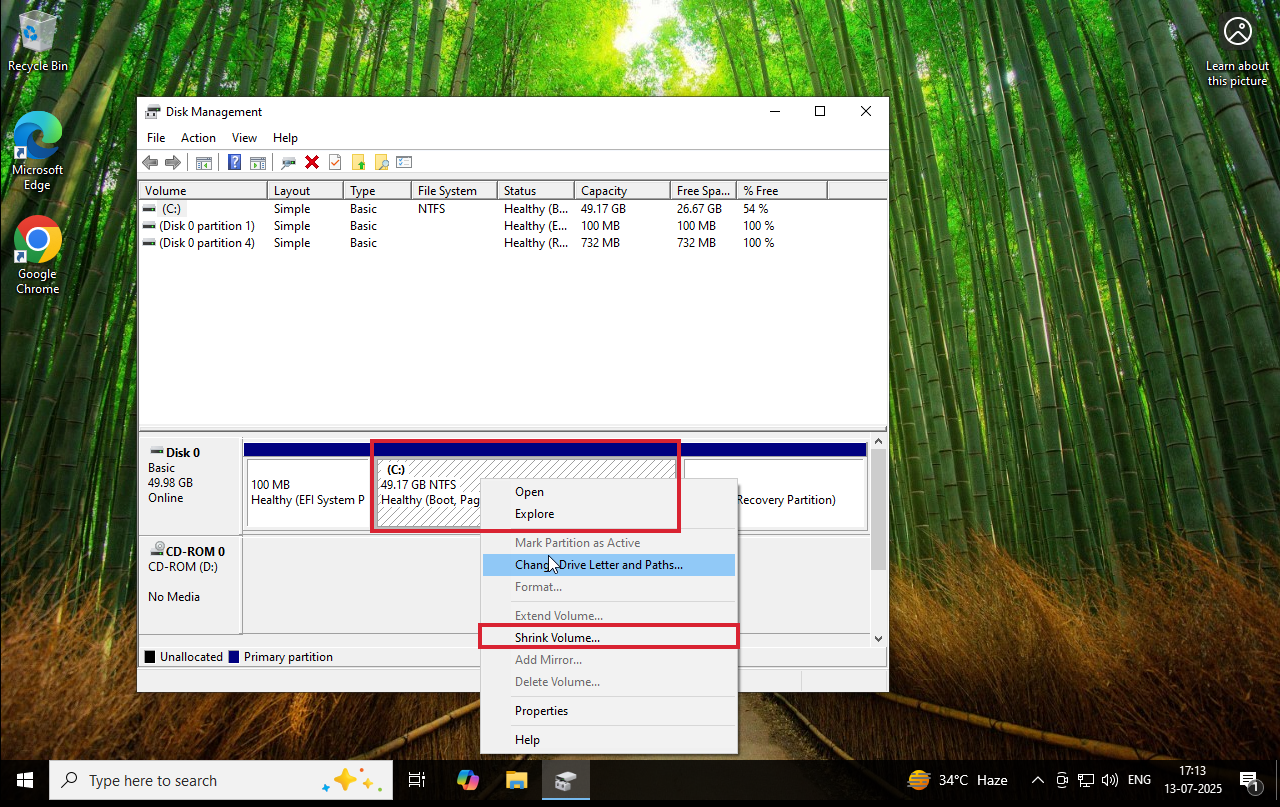 Recycle Bin
Learn about
this picture
Microsoft
Edge
Google
Chrome
Disk Management
File Action View Help
Volume Layout Type File System Status Capacity Free Spa... % Free
(C:) Simple Basic NTFS Healthy (B... 49.17 GB 26.67 GB 54 %
(Disk 0 partition 1) Simple Basic Healthy (E... 100 MB 100 MB 100 %
(Disk 0 partition 4) Simple Basic Healthy (R... 732 MB 732 MB 100 %
Disk 0
Basic
49.98 GB
Online
100 MB
Healthy (EFI System P
(C:)
49.17 GB NTFS
Healthy (Boot, Pag
Recovery Partition)
CD-ROM 0
CD-ROM (D:)
No Media
Unallocated Primary partition
Open
Explore
Mark Partition as Active
Change Drive Letter and Paths...
Format...
Extend Volume...
Shrink Volume...
Add Mirror...
Delete Volume...
Properties
Help
Type here to search
34°C Haze
ENG
17:13
13-07-2025
1